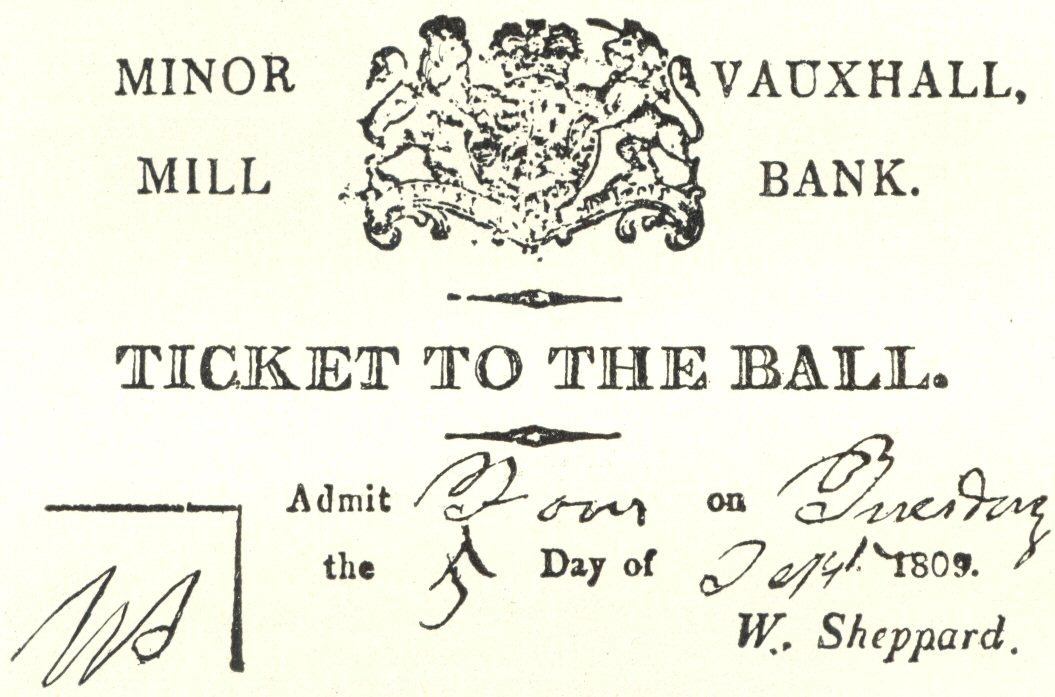 MINOR VAUXHALL,
MILL BANK.
TICKET TO THE BALL.
Admit Four on Tuesday
the 5 Day of Sept. 1809.
WS
W. Sheppard.